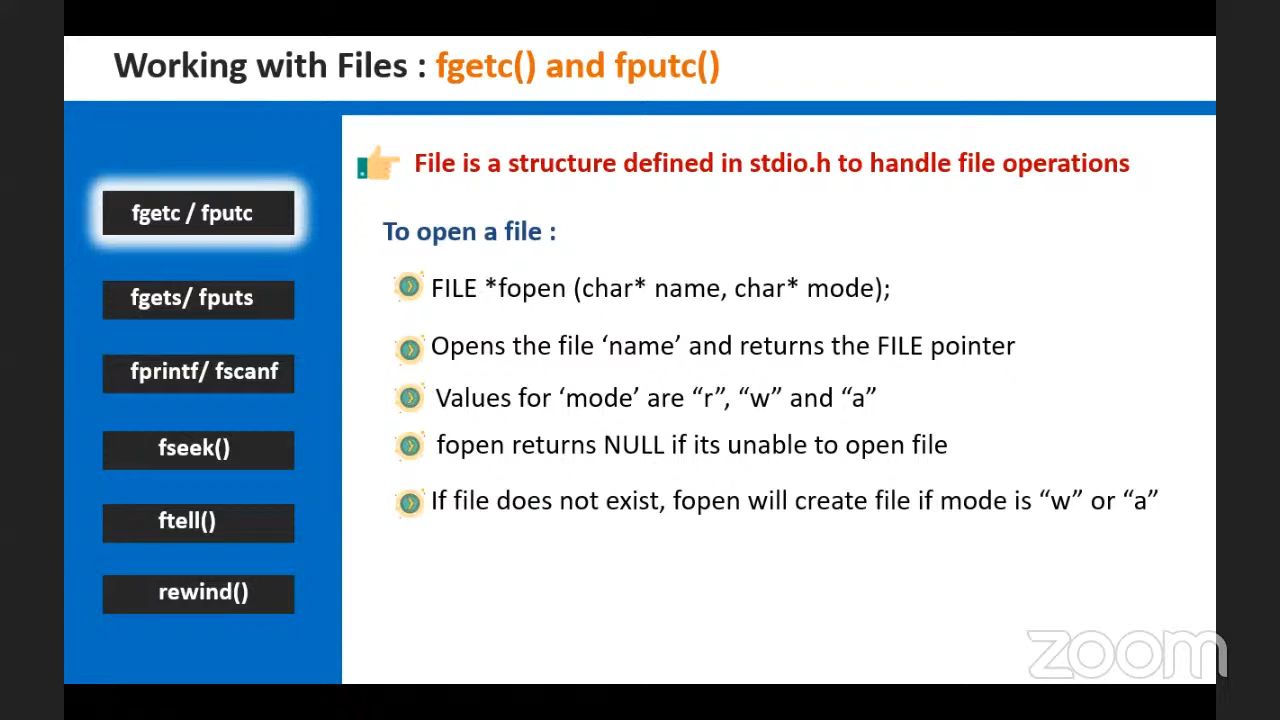 Working with Files : fgetc() and fputc()
fgetc / fputc
fgets/ fputs
fprintf/ fscanf
fseek()
ftell()
rewind()
File is a structure defined in stdio.h to handle file operations
To open a file :
FILE *fopen (char* name, char* mode);
Opens the file ‘name’ and returns the FILE pointer
Values for ‘mode’ are “r”, “w” and “a”
fopen returns NULL if its unable to open file
If file does not exist, fopen will create file if mode is “w” or “a”
zoom